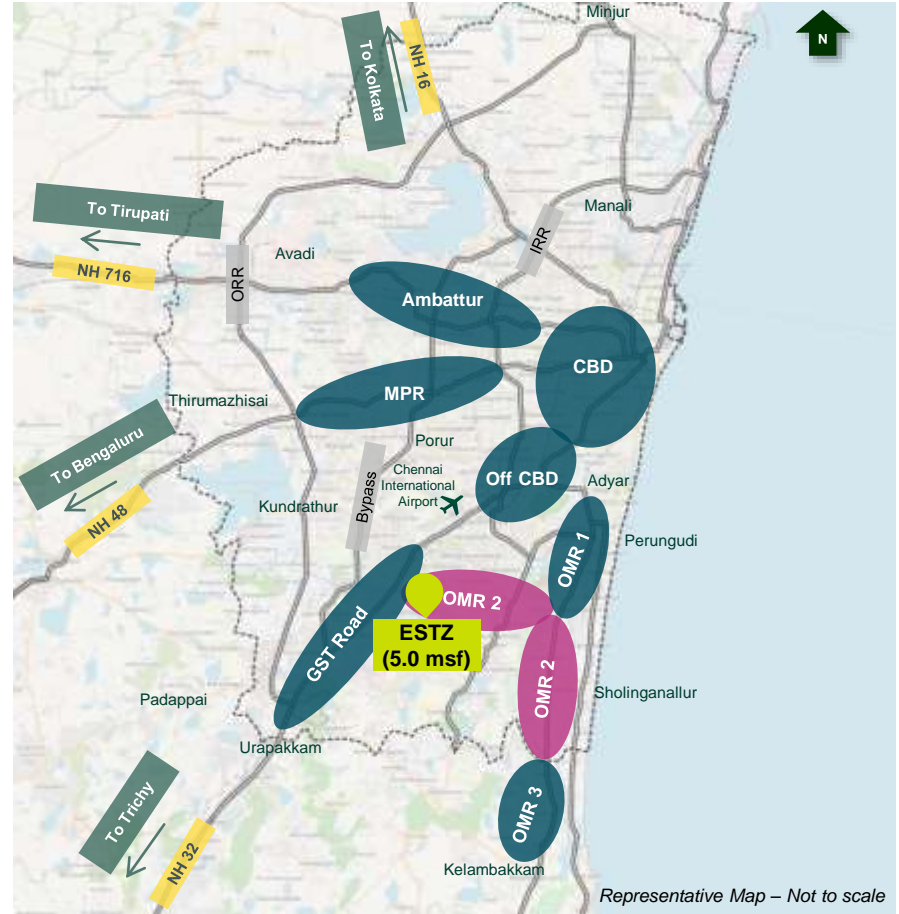 Minjur
N
To Kolkata
NH 16
To Tirupati
Manali
IRR
Avadi
NH 716
ORR
Ambattur
CBD
MPR
Thirumazhisai
To Bengaluru
Porur
Chennai
International
Airport
Off CBD
Adyar
Kundrathur
Bypass
NH 48
Perungudi
OMR 1
OMR 2
ESTZ
(5.0 msf)
GST Road
OMR 2
Sholinganallur
Padappai
Urapakkam
To Trichy
OMR 3
NH 32
Kelambakkam
Representative Map – Not to scale